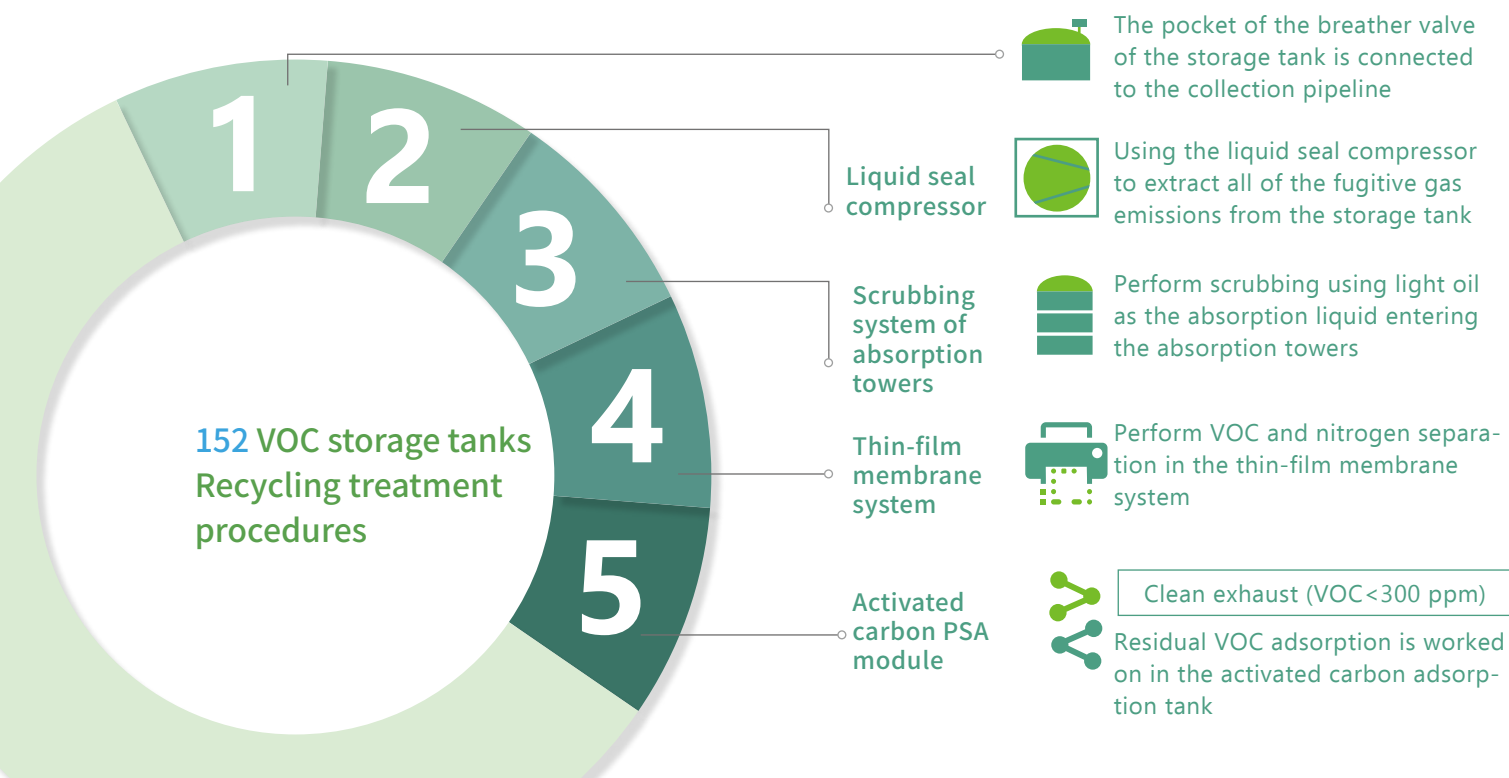 1
The pocket of the breather valve
of the storage tank is connected
to the collection pipeline
2
Liquid seal
compressor
Using the liquid seal compressor
to extract all of the fugitive gas
emissions from the storage tank
3
Scrubbing
system of
absorption
towers
Perform scrubbing using light oil
as the absorption liquid entering
the absorption towers
4
Thin-film
membrane
system
Perform VOC and nitrogen separa-
tion in the thin-film membrane
system
5
Activated
carbon PSA
module
Clean exhaust (VOC<300 ppm)
Residual VOC adsorption is worked
on in the activated carbon adsorp-
tion tank
152 VOC storage tanks
Recycling treatment
procedures